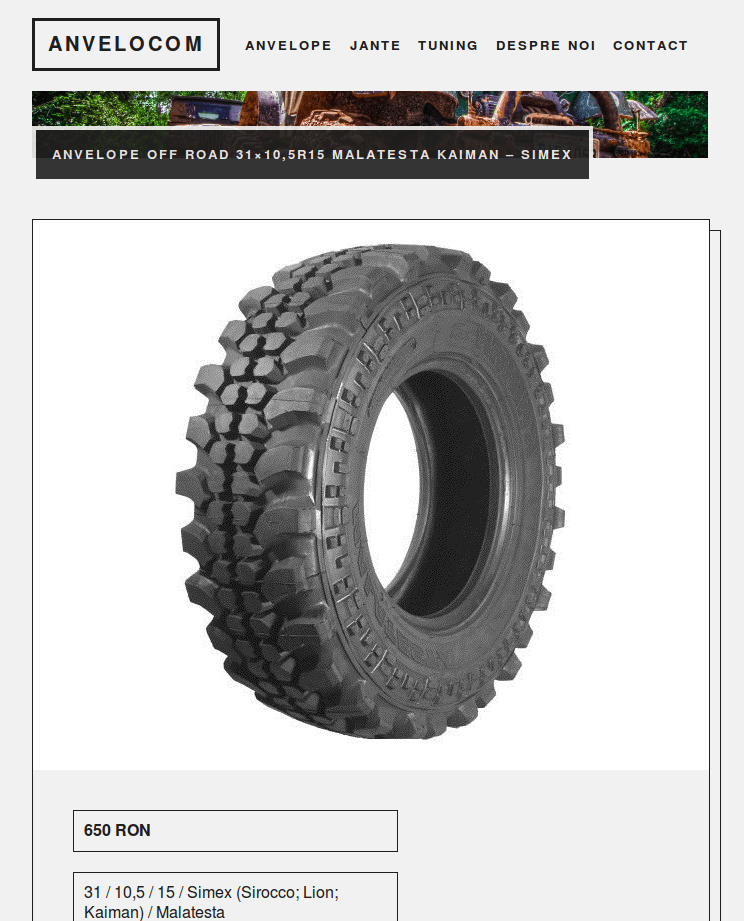 ANVELOCOM
ANVELOPE JANTE TUNING DESPRE NOI CONTACT
ANVELOPE OFF ROAD 31×10,5R15 MALATESTA KAIMAN – SIMEX
650 RON
31 / 10,5 / 15 / Simex (Sirocco; Lion;
Kaiman) / Malatesta